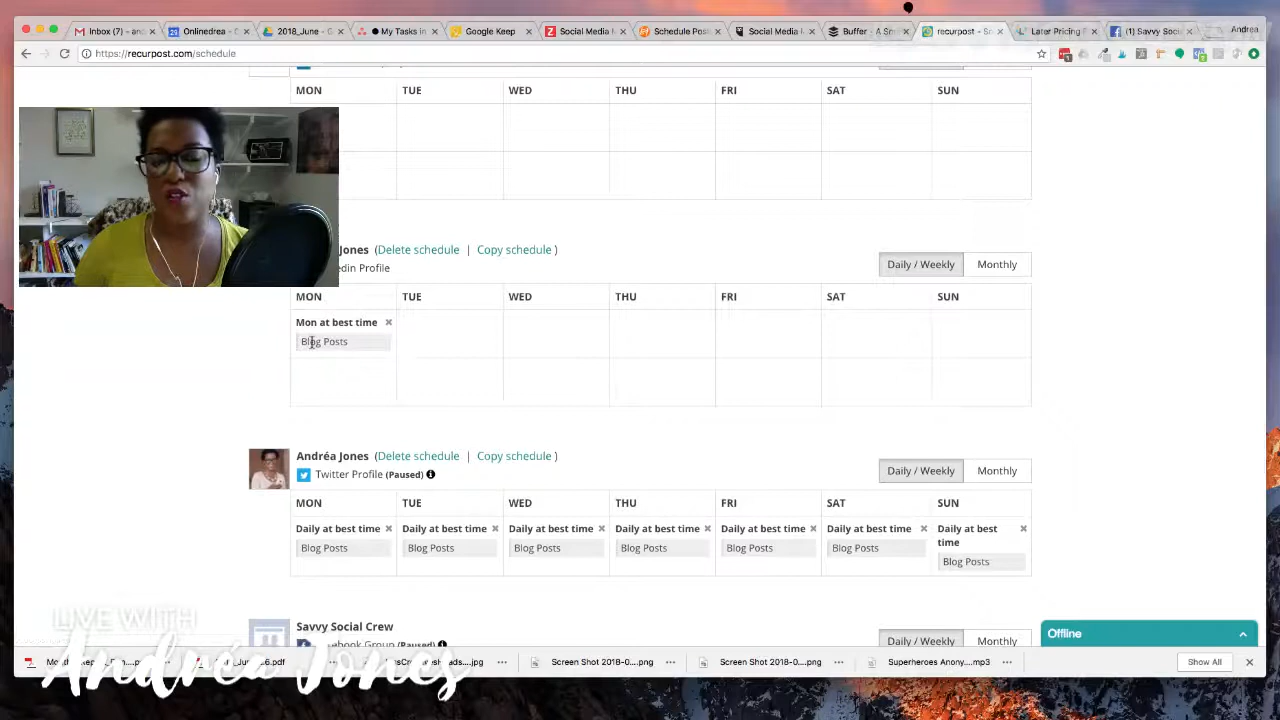 Inbox (7) - and
Onlinedrea - C
2018_June - G
● My Tasks in
Google Keep
Social Media M
Schedule Post
Social Media
Buffer - A S
recurpost - S
Later Pricing
(1) Savvy Soci
Andrea
https://recurpost.com/schedule
MON TUE WED THU FRI SAT SUN
Jones (Delete schedule | Copy schedule )
edin Profile
Daily / Weekly Monthly
MON TUE WED THU FRI SAT SUN
Mon at best time ×
Blog Posts
Andréa Jones (Delete schedule | Copy schedule )
Twitter Profile (Paused)
Daily / Weekly Monthly
MON TUE WED THU FRI SAT SUN
Daily at best time × Daily at best time × Daily at best time × Daily at best time × Daily at best time × Daily at best time × Daily at best time ×
Blog Posts Blog Posts Blog Posts Blog Posts Blog Posts Blog Posts Blog Posts
Savvy Social Crew
ebook Group (Paused)
Daily / Weekly Monthly
Offline
LIVE WITH
Andréa Jones
Screen Shot 2018-0....png
Screen Shot 2018-0....png
Superheroes Anony....mp3
Show All